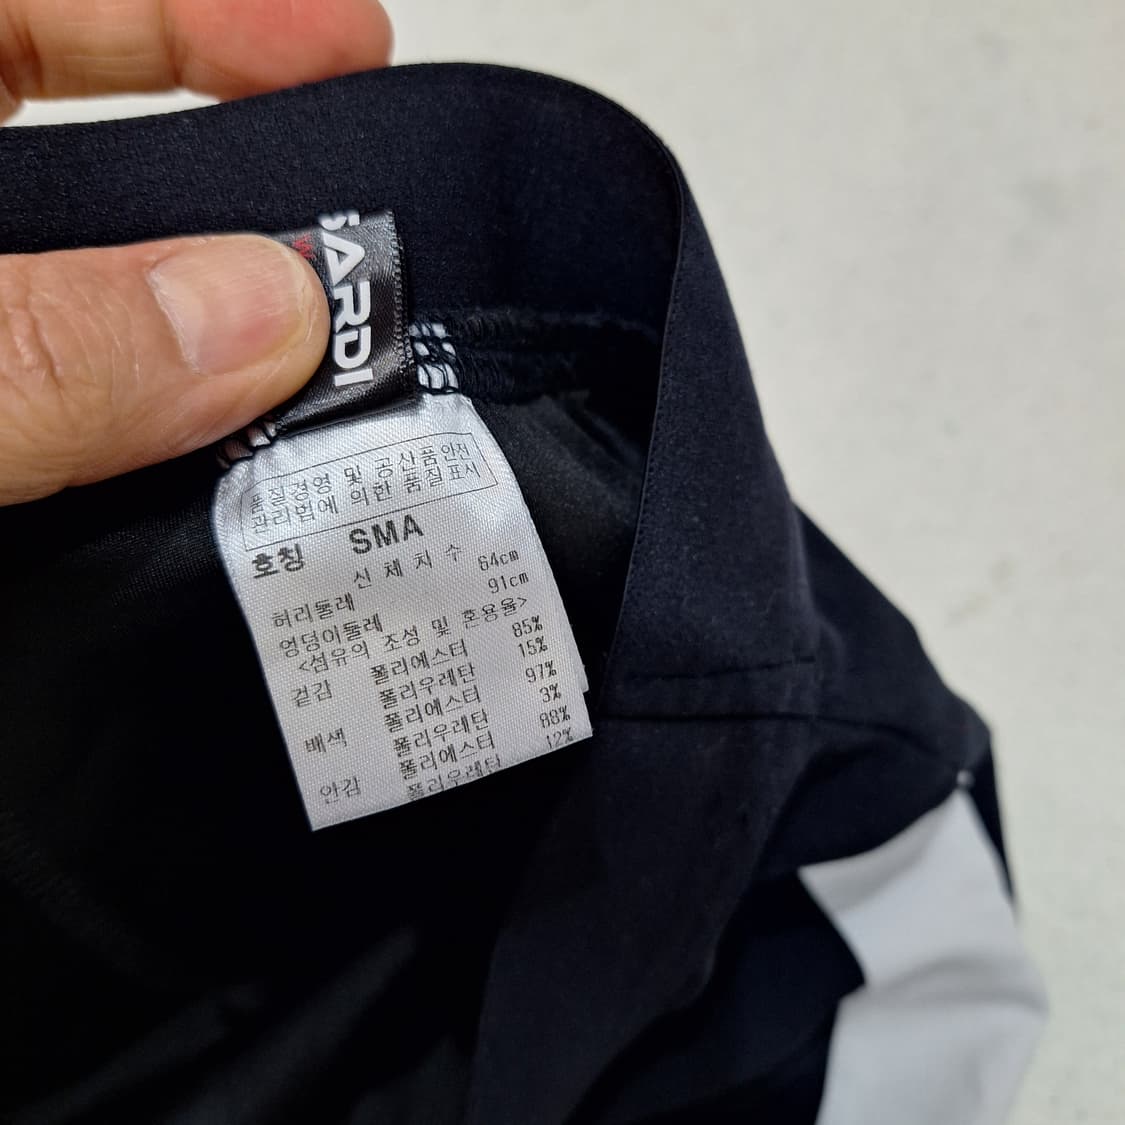 SARDI
품질경영 및 공산품안전
관리법에 의한 품질표시
호칭 SMA
신 체 치 수
허리둘레 64cm
엉덩이둘레 91cm
<섬유의 조성 및 혼용율>
겉감 폴리에스터 85%
폴리우레탄 15%
배색 폴리에스터 97%
폴리우레탄 3%
안감 폴리에스터 88%
폴리우레탄 12%